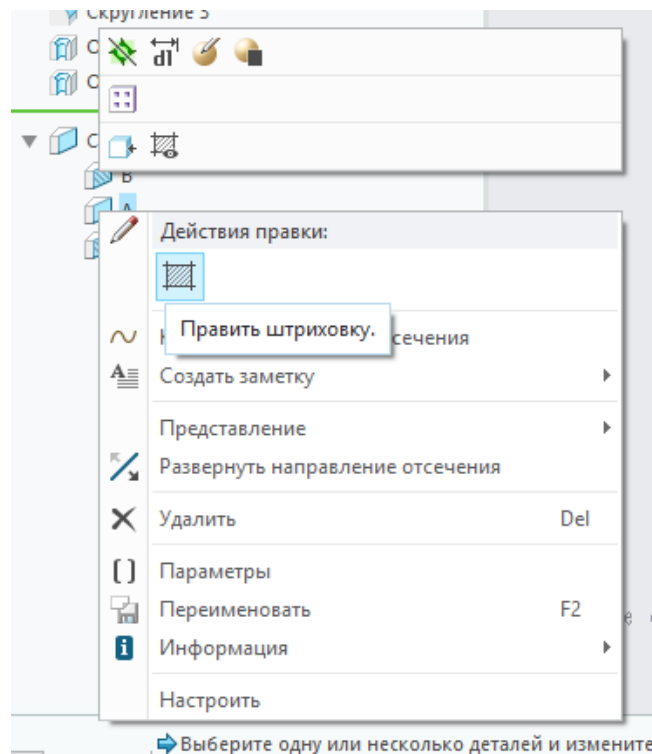 Скругление 3
В
Действия правки:
Править штриховку.
сечения
Создать заметку
Представление
Развернуть направление отсечения
Удалить Del
Параметры
Переименовать F2
Информация
Настроить
Выберите одну или несколько деталей и измените